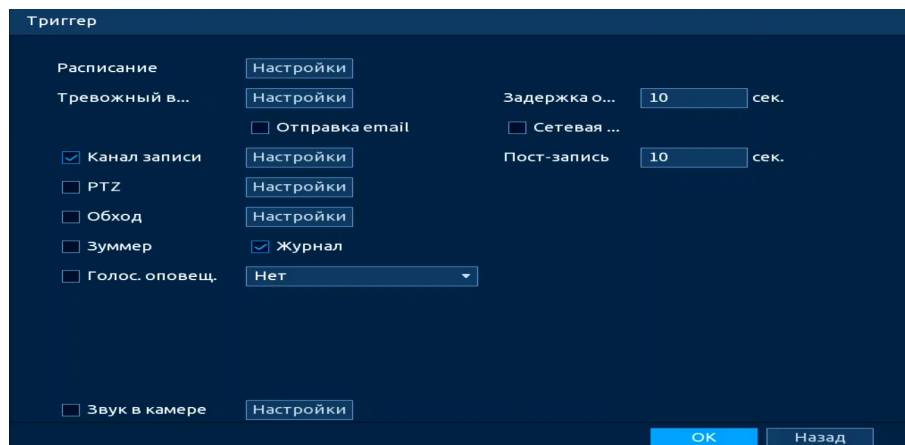 Триггер
Расписание Настройки
Тревожный в... Настройки Задержка о... 10 сек.
Отправка email Сетевая ...
Канал записи Настройки Пост-запись 10 сек.
PTZ Настройки
Обход Настройки
Зуммер Журнал
Голос. оповещ. Нет
Звук в камере Настройки
OK Назад